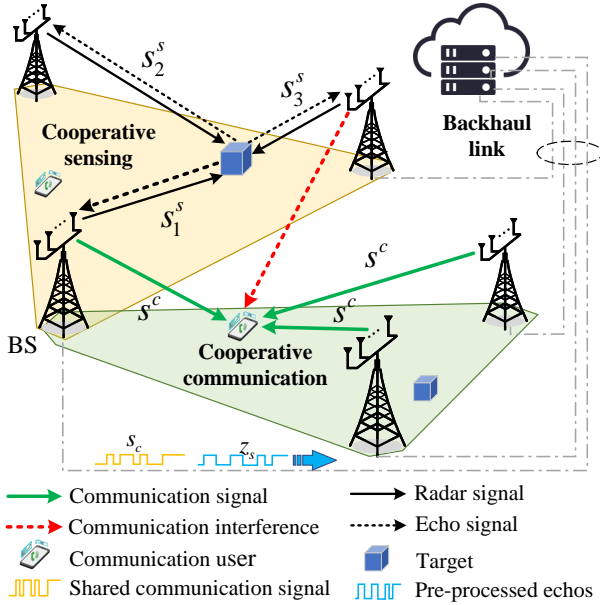 s_2^s
s_3^s
Backhaul
link
Cooperative
sensing
s_1^s
s^c
s^c
s^c
BS
Cooperative
communication
s_c
z_s
Communication signal
Radar signal
Communication interference
Echo signal
Communication user
Target
Shared communication signal
Pre-processed echos